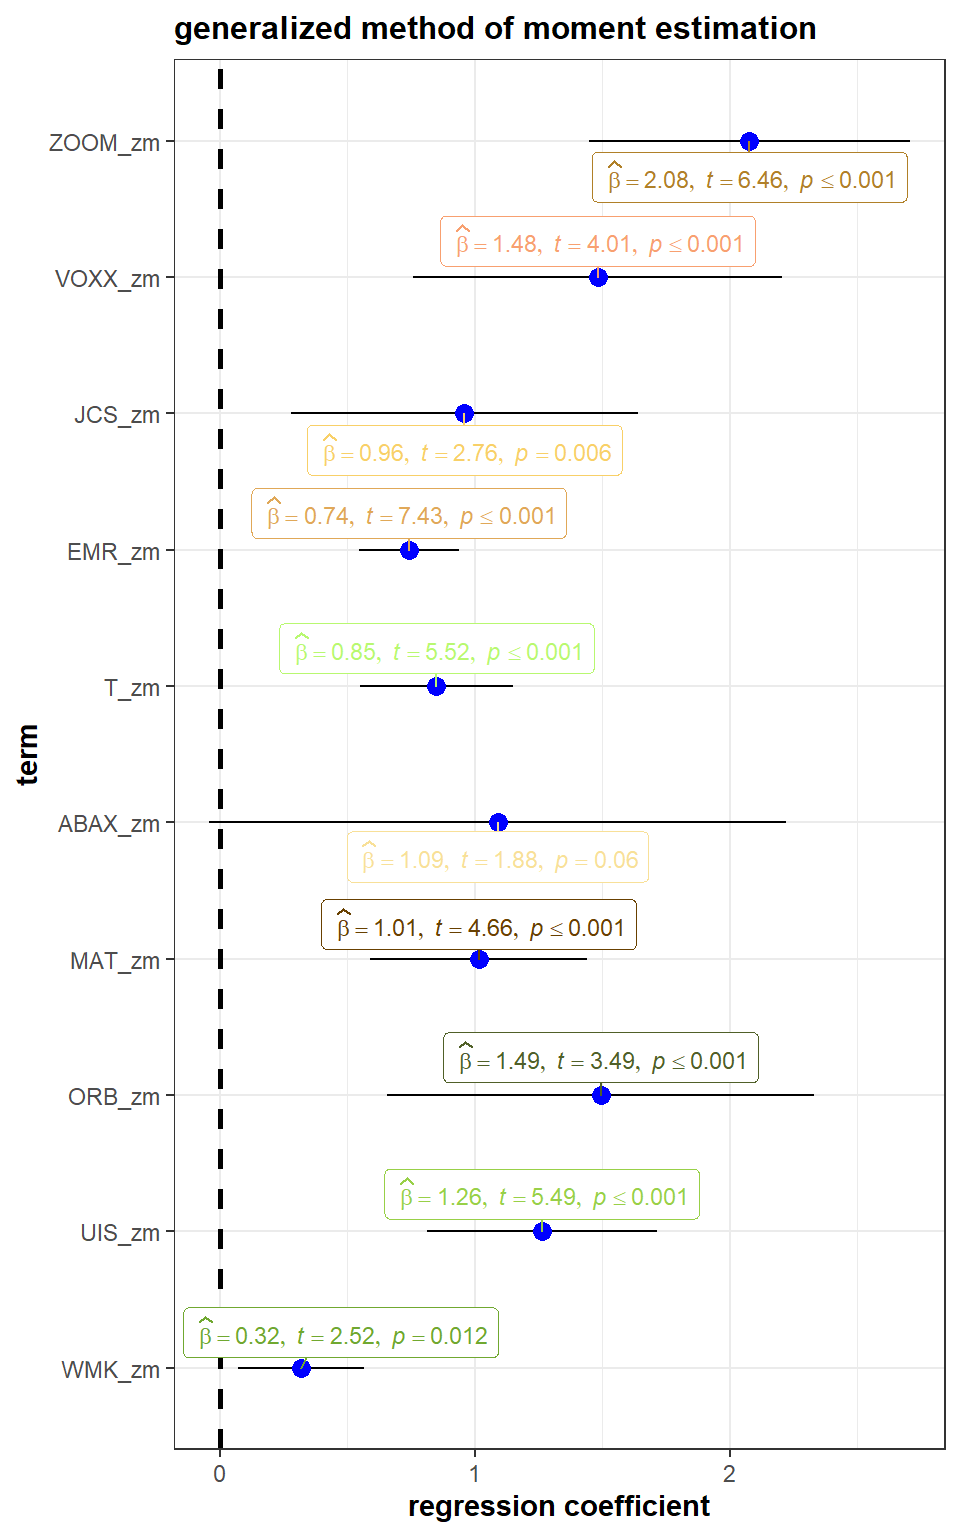 generalized method of moment estimation
ZOOM_zm
β̂ = 2.08, t = 6.46, p ≤ 0.001
β̂ = 1.48, t = 4.01, p ≤ 0.001
VOXX_zm
JCS_zm
β̂ = 0.96, t = 2.76, p = 0.006
β̂ = 0.74, t = 7.43, p ≤ 0.001
EMR_zm
β̂ = 0.85, t = 5.52, p ≤ 0.001
T_zm
term
ABAX_zm
β̂ = 1.09, t = 1.88, p = 0.06
β̂ = 1.01, t = 4.66, p ≤ 0.001
MAT_zm
β̂ = 1.49, t = 3.49, p ≤ 0.001
ORB_zm
β̂ = 1.26, t = 5.49, p ≤ 0.001
UIS_zm
β̂ = 0.32, t = 2.52, p = 0.012
WMK_zm
0 1 2
regression coefficient